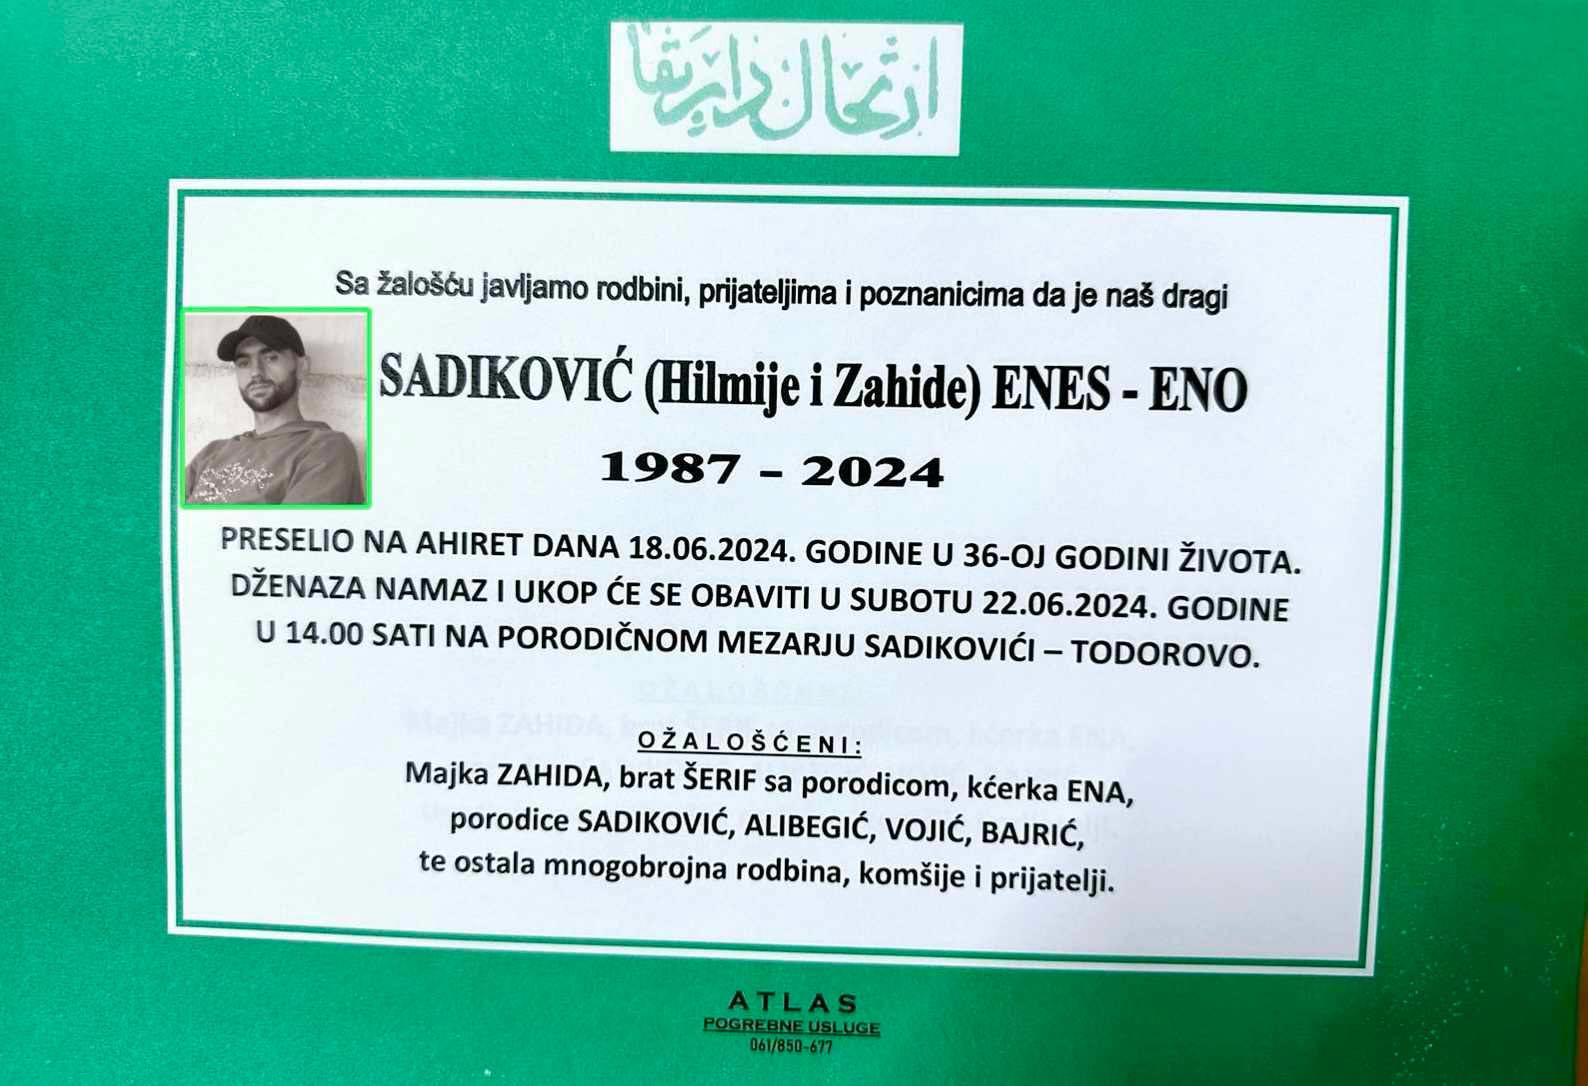 ارتحال دار بقا
Sa žalošću javljamo rodbini, prijateljima i poznanicima da je naš dragi
SADIKOVIĆ (Hilmije i Zahide) ENES - ENO
1987 – 2024
PRESELIO NA AHIRET DANA 18.06.2024. GODINE U 36-OJ GODINI ŽIVOTA.
DŽENAZA NAMAZ I UKOP ĆE SE OBAVITI U SUBOTU 22.06.2024. GODINE
U 14.00 SATI NA PORODIČNOM MEZARJU SADIKOVIĆI – TODOROVO.
OŽALOŠĆENI:
Majka ZAHIDA, brat ŠERIF sa porodicom, kćerka ENA,
porodice SADIKOVIĆ, ALIBEGIĆ, VOJIĆ, BAJRIĆ,
te ostala mnogobrojna rodbina, komšije i prijatelji.
ATLAS
POGREBNE USLUGE
061/850-677